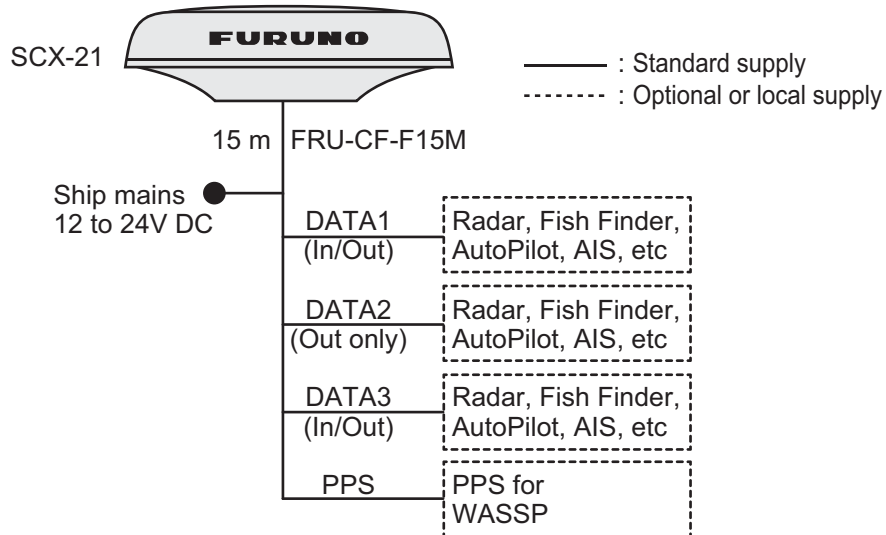 FURUNO
SCX-21
: Standard supply
: Optional or local supply
15 m FRU-CF-F15M
Ship mains
12 to 24V DC
DATA1
(In/Out)
Radar, Fish Finder,
AutoPilot, AIS, etc
DATA2
(Out only)
Radar, Fish Finder,
AutoPilot, AIS, etc
DATA3
(In/Out)
Radar, Fish Finder,
AutoPilot, AIS, etc
PPS
PPS for
WASSP